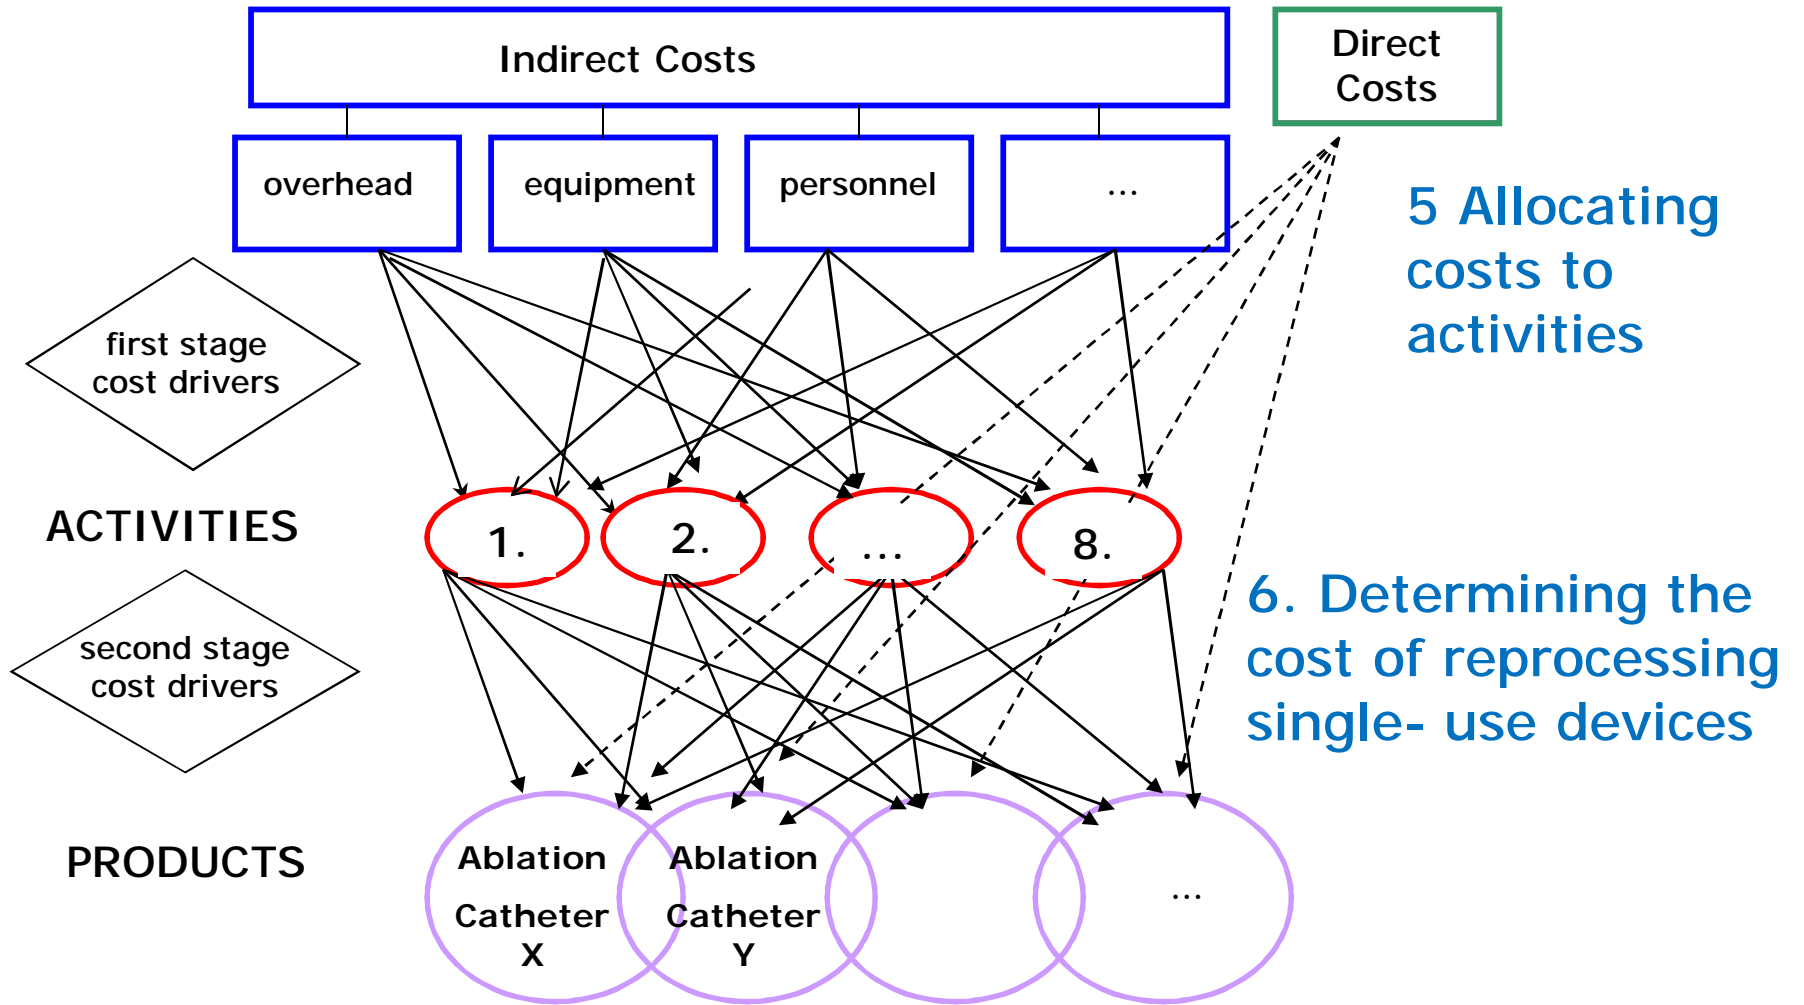 Indirect Costs
Direct
Costs
overhead
equipment
personnel
...
5 Allocating
costs to
activities
first stage
cost drivers
ACTIVITIES
1.
2.
...
8.
6. Determining the
cost of reprocessing
single- use devices
second stage
cost drivers
PRODUCTS
Ablation
Catheter
X
Ablation
Catheter
Y
...